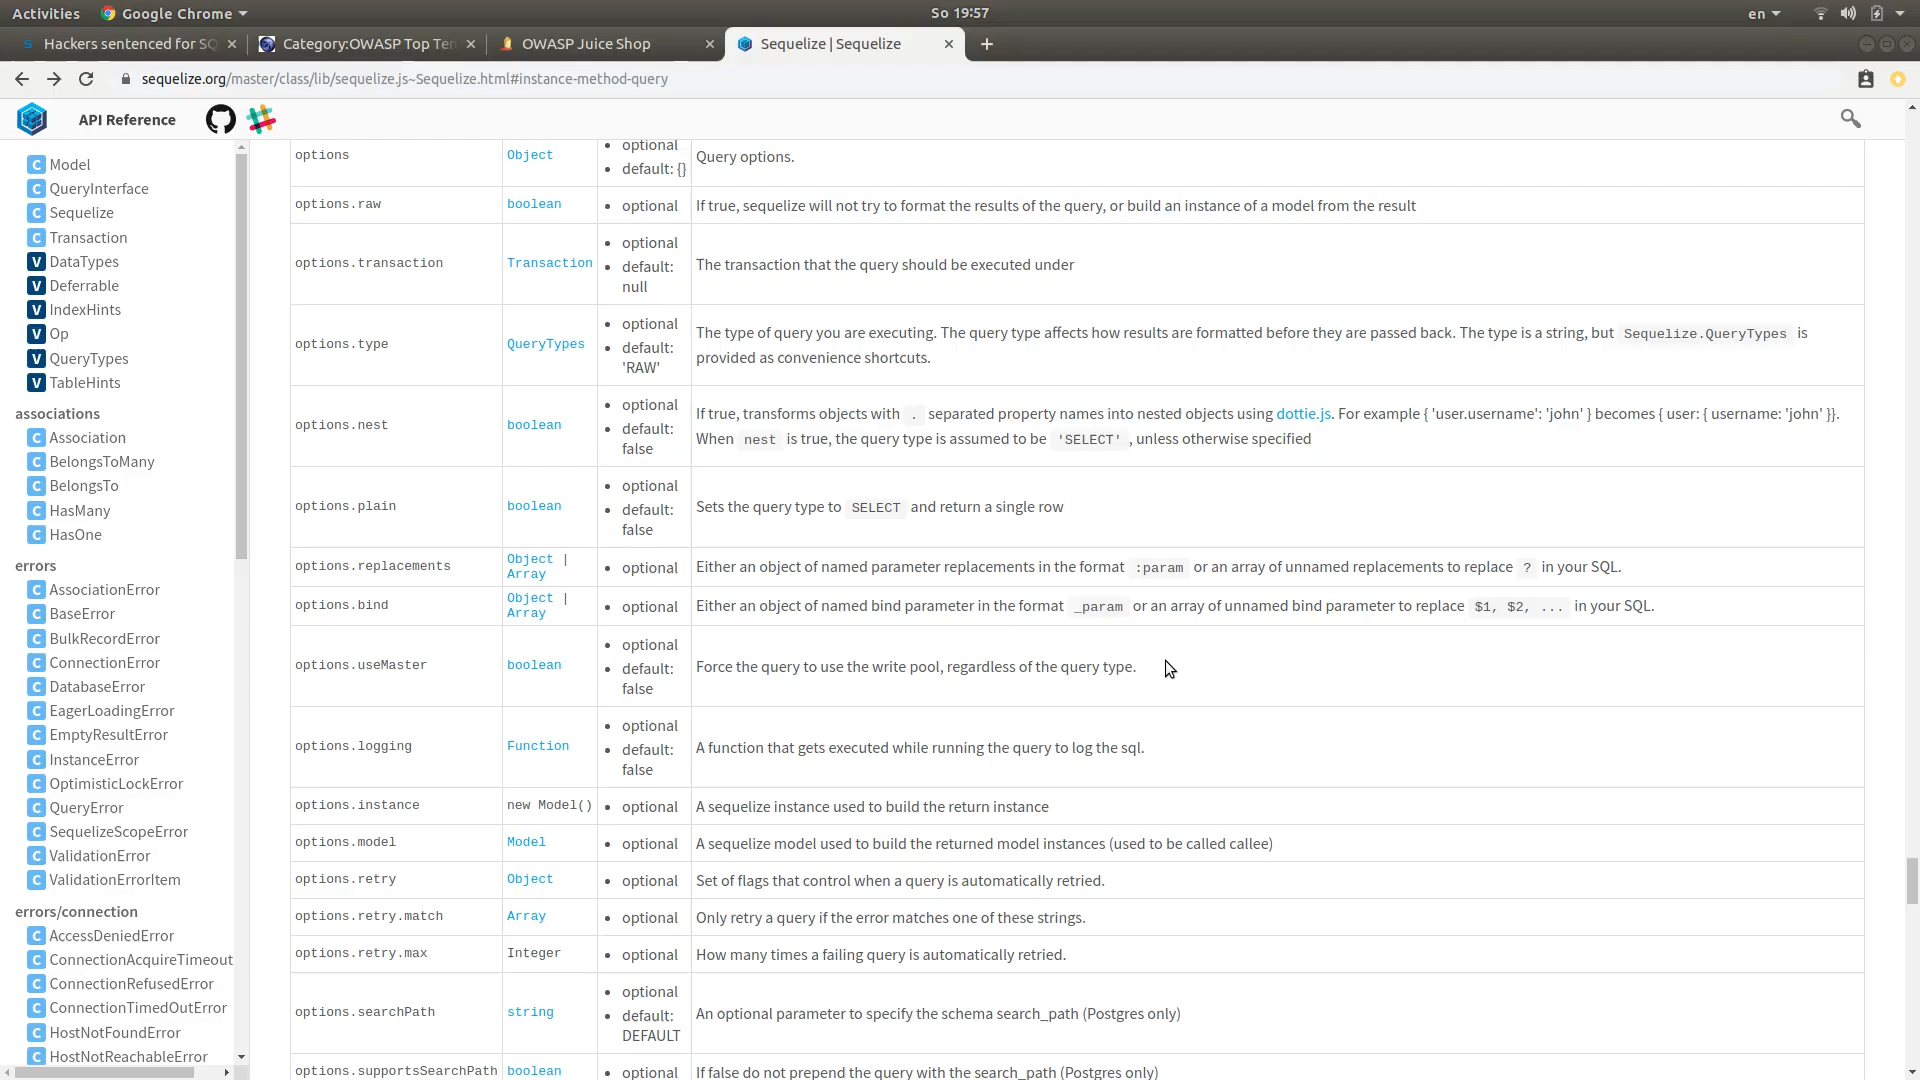 Activities Google Chrome So 19:57 en
Hackers sentenced for SQ Category:OWASP Top Ten OWASP Juice Shop Sequelize | Sequelize
sequelize.org/master/class/lib/sequelize.js~Sequelize.html#instance-method-query
API Reference
C Model
C QueryInterface
C Sequelize
C Transaction
V DataTypes
V Deferrable
V IndexHints
V Op
V QueryTypes
V TableHints
associations
C Association
C BelongsToMany
C BelongsTo
C HasMany
C HasOne
errors
C AssociationError
C BaseError
C BulkRecordError
C ConnectionError
C DatabaseError
C EagerLoadingError
C EmptyResultError
C InstanceError
C OptimisticLockError
C QueryError
C SequelizeScopeError
C ValidationError
C ValidationErrorItem
errors/connection
C AccessDeniedError
C ConnectionAcquireTimeout
C ConnectionRefusedError
C ConnectionTimedOutError
C HostNotFoundError
C HostNotReachableError
options Object
• optional
• default: {}
Query options.
options.raw boolean
• optional
If true, sequelize will not try to format the results of the query, or build an instance of a model from the result
options.transaction Transaction
• optional
• default:
null
The transaction that the query should be executed under
options.type QueryTypes
• optional
• default:
'RAW'
The type of query you are executing. The query type affects how results are formatted before they are passed back. The type is a string, but Sequelize.QueryTypes is
provided as convenience shortcuts.
options.nest boolean
• optional
• default:
false
If true, transforms objects with . separated property names into nested objects using dottie.js. For example { 'user.username': 'john' } becomes { user: { username: 'john' }}.
When nest is true, the query type is assumed to be 'SELECT' , unless otherwise specified
options.plain boolean
• optional
• default:
false
Sets the query type to SELECT and return a single row
options.replacements Object |
Array
• optional
Either an object of named parameter replacements in the format :param or an array of unnamed replacements to replace ? in your SQL.
options.bind Object |
Array
• optional
Either an object of named bind parameter in the format _param or an array of unnamed bind parameter to replace $1, $2, ... in your SQL.
options.useMaster boolean
• optional
• default:
false
Force the query to use the write pool, regardless of the query type.
options.logging Function
• optional
• default:
false
A function that gets executed while running the query to log the sql.
options.instance new Model()
• optional
A sequelize instance used to build the return instance
options.model Model
• optional
A sequelize model used to build the returned model instances (used to be called callee)
options.retry Object
• optional
Set of flags that control when a query is automatically retried.
options.retry.match Array
• optional
Only retry a query if the error matches one of these strings.
options.retry.max Integer
• optional
How many times a failing query is automatically retried.
options.searchPath string
• optional
• default:
DEFAULT
An optional parameter to specify the schema search_path (Postgres only)
options.supportsSearchPath boolean
• optional
If false do not prepend the query with the search_path (Postgres only)